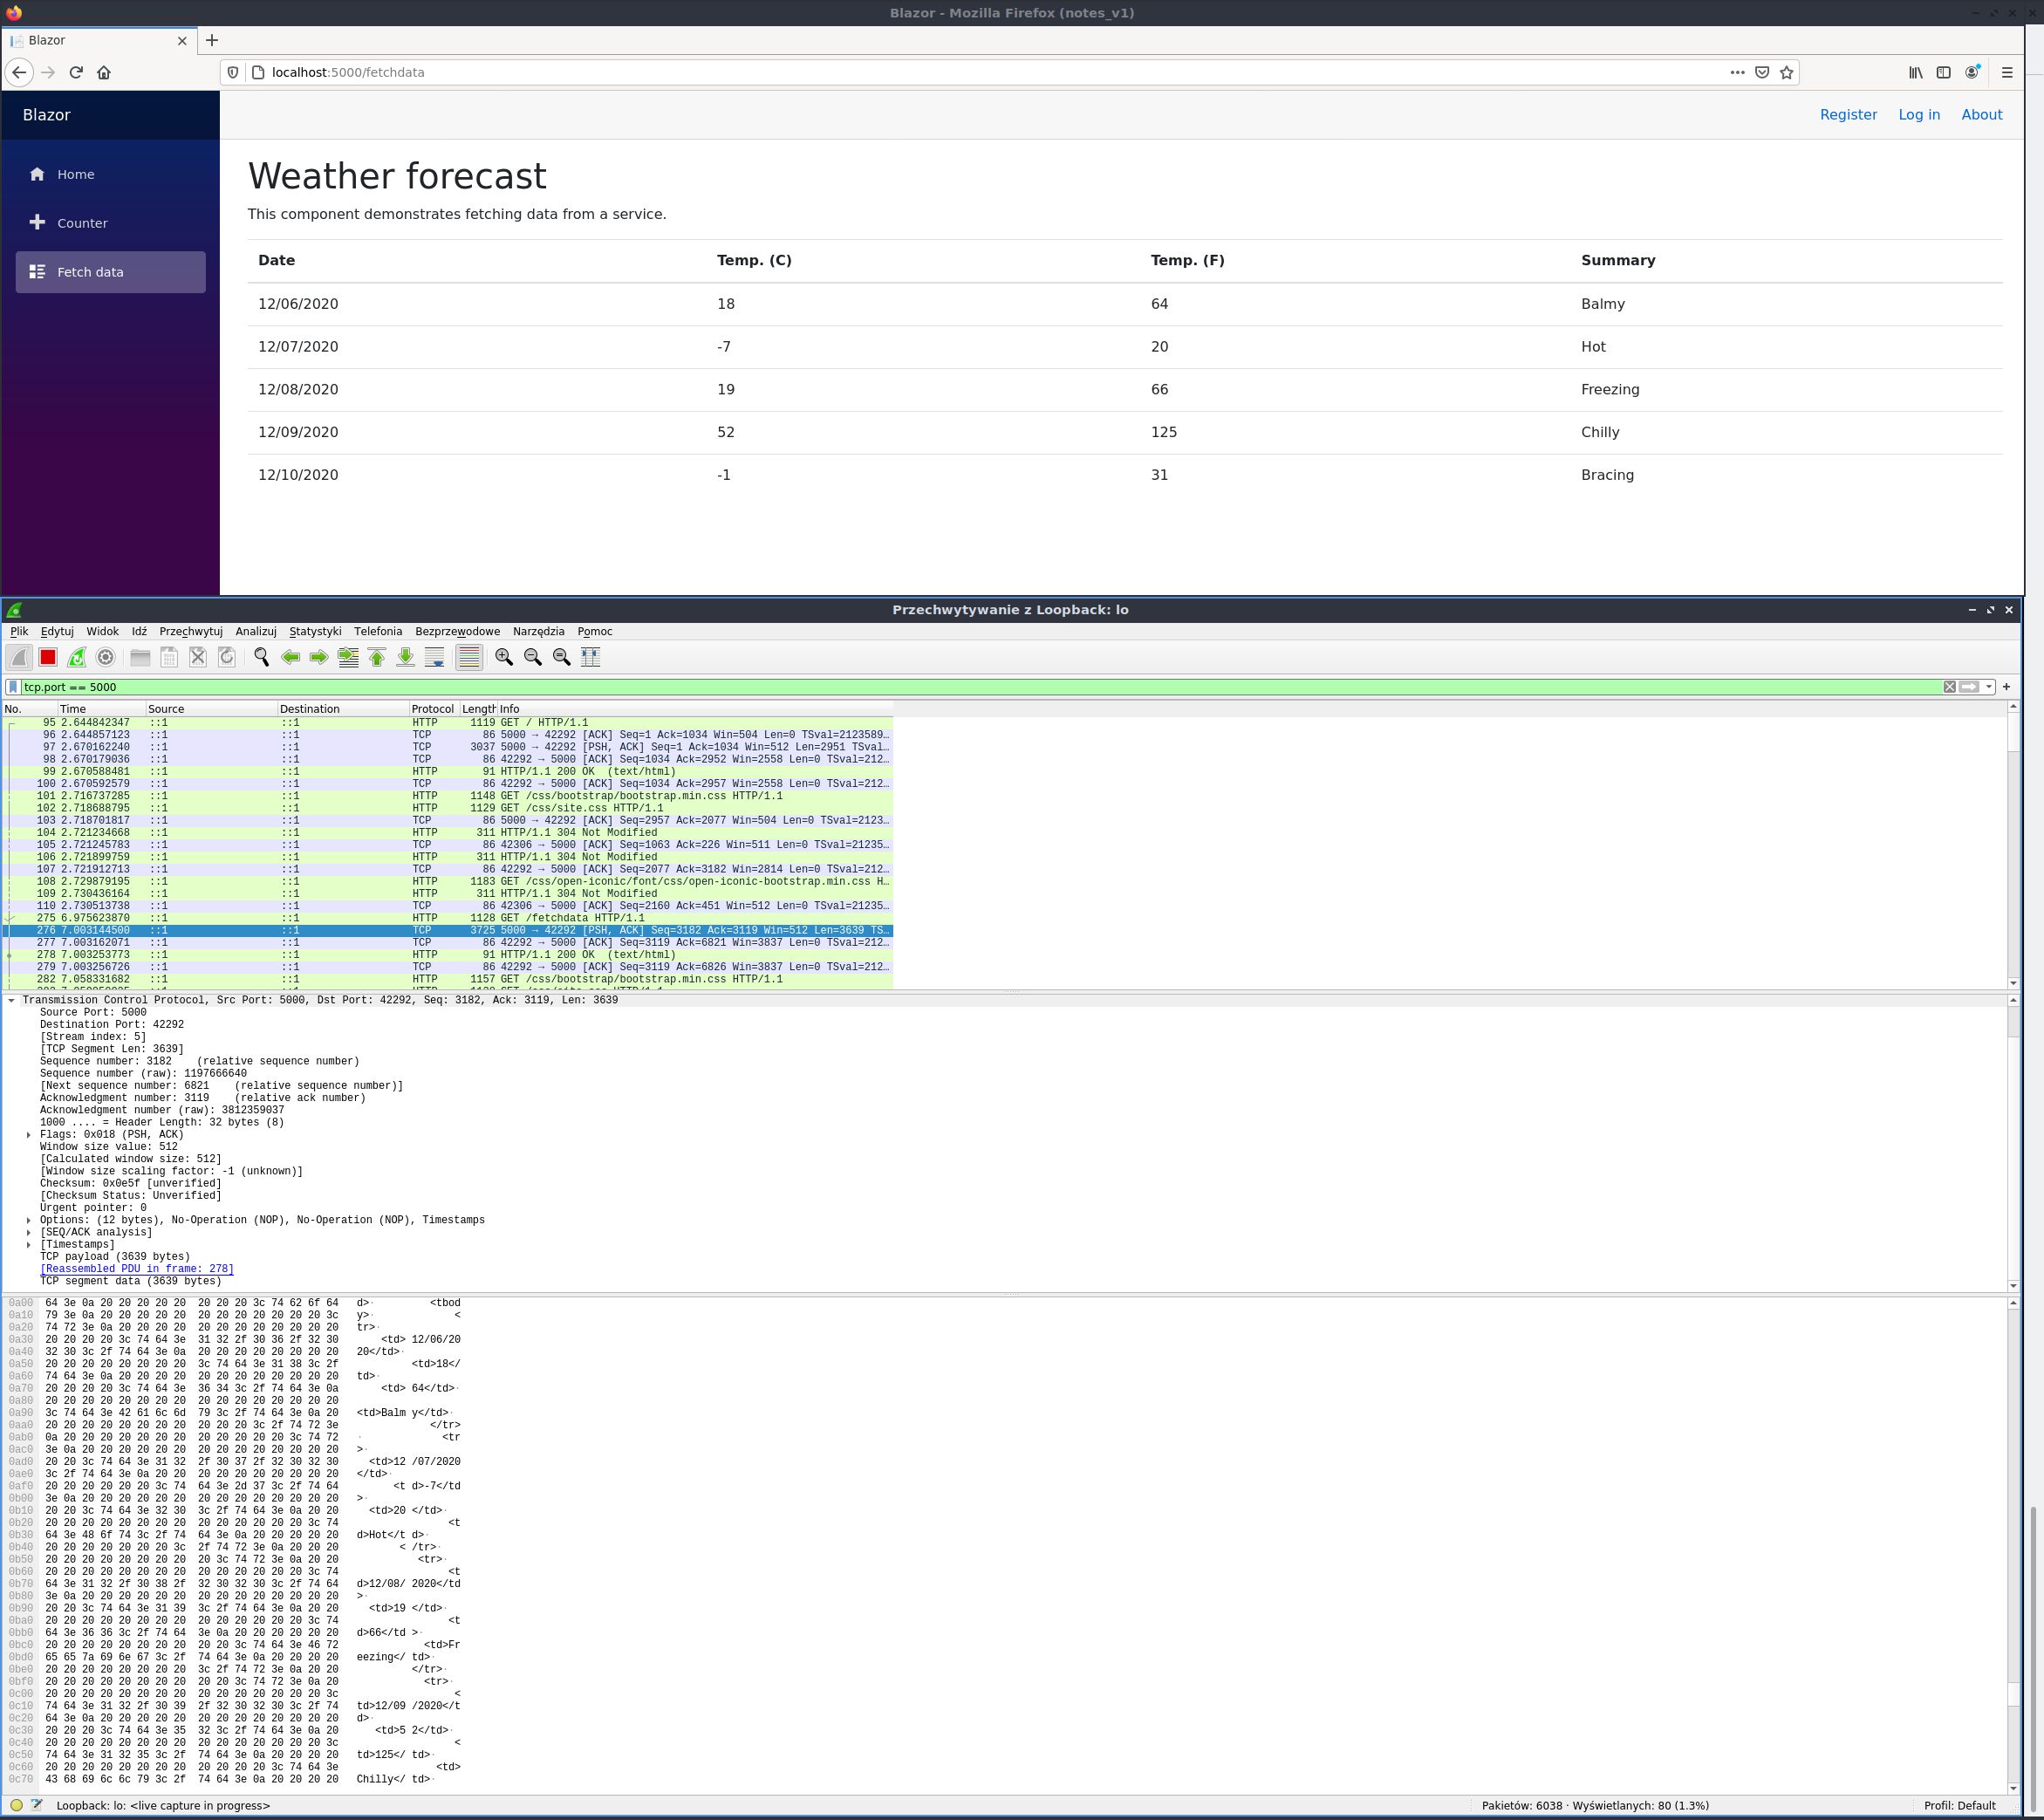 Blazor - Mozilla Firefox (notes_v1)
Blazor
localhost:5000/fetchdata
Blazor
Register Log in About
Home
Counter
Fetch data
Weather forecast
This component demonstrates fetching data from a service.
Date Temp. (C) Temp. (F) Summary
12/06/2020 18 64 Balmy
12/07/2020 -7 20 Hot
12/08/2020 19 66 Freezing
12/09/2020 52 125 Chilly
12/10/2020 -1 31 Bracing
Przechwytywanie z Loopback: lo
Plik Edytuj Widok Idź Przechwytuj Analizuj Statystyki Telefonia Bezprzewodowe Narzędzia Pomoc
tcp.port == 5000
No. Time Source Destination Protocol Length Info
95 2.644842347 ::1 ::1 HTTP 1119 GET / HTTP/1.1
96 2.644857123 ::1 ::1 TCP 86 5000 → 42292 [ACK] Seq=1 Ack=1034 Win=504 Len=0 TSval=2123589…
97 2.670162240 ::1 ::1 TCP 3037 5000 → 42292 [PSH, ACK] Seq=1 Ack=1034 Win=512 Len=2951 TSval…
98 2.670179036 ::1 ::1 TCP 86 42292 → 5000 [ACK] Seq=1034 Ack=2952 Win=2558 Len=0 TSval=212…
99 2.670588481 ::1 ::1 HTTP 91 HTTP/1.1 200 OK (text/html)
100 2.670592579 ::1 ::1 TCP 86 42292 → 5000 [ACK] Seq=1034 Ack=2957 Win=2558 Len=0 TSval=212…
101 2.716737285 ::1 ::1 HTTP 1148 GET /css/bootstrap/bootstrap.min.css HTTP/1.1
102 2.718688795 ::1 ::1 HTTP 1129 GET /css/site.css HTTP/1.1
103 2.718701817 ::1 ::1 TCP 86 5000 → 42292 [ACK] Seq=2957 Ack=2077 Win=504 Len=0 TSval=2123…
104 2.721234668 ::1 ::1 HTTP 311 HTTP/1.1 304 Not Modified
105 2.721245783 ::1 ::1 TCP 86 42306 → 5000 [ACK] Seq=1063 Ack=226 Win=511 Len=0 TSval=21235…
106 2.721899759 ::1 ::1 HTTP 311 HTTP/1.1 304 Not Modified
107 2.721912713 ::1 ::1 TCP 86 42292 → 5000 [ACK] Seq=2077 Ack=3182 Win=2814 Len=0 TSval=212…
108 2.729879195 ::1 ::1 HTTP 1183 GET /css/open-iconic/font/css/open-iconic-bootstrap.min.css H…
109 2.730436164 ::1 ::1 HTTP 311 HTTP/1.1 304 Not Modified
110 2.730513738 ::1 ::1 TCP 86 42306 → 5000 [ACK] Seq=2160 Ack=451 Win=512 Len=0 TSval=21235…
275 6.975623870 ::1 ::1 HTTP 1128 GET /fetchdata HTTP/1.1
276 7.003144500 ::1 ::1 TCP 3725 5000 → 42292 [PSH, ACK] Seq=3182 Ack=3119 Win=512 Len=3639 TS…
277 7.003162071 ::1 ::1 TCP 86 42292 → 5000 [ACK] Seq=3119 Ack=6821 Win=3837 Len=0 TSval=212…
278 7.003253773 ::1 ::1 HTTP 91 HTTP/1.1 200 OK (text/html)
279 7.003256726 ::1 ::1 TCP 86 42292 → 5000 [ACK] Seq=3119 Ack=6826 Win=3837 Len=0 TSval=212…
282 7.058331682 ::1 ::1 HTTP 1157 GET /css/bootstrap/bootstrap.min.css HTTP/1.1
Transmission Control Protocol, Src Port: 5000, Dst Port: 42292, Seq: 3182, Ack: 3119, Len: 3639
Source Port: 5000
Destination Port: 42292
[Stream index: 5]
[TCP Segment Len: 3639]
Sequence number: 3182 (relative sequence number)
Sequence number (raw): 1197666640
[Next sequence number: 6821 (relative sequence number)]
Acknowledgment number: 3119 (relative ack number)
Acknowledgment number (raw): 3812359037
1000 .... = Header Length: 32 bytes (8)
Flags: 0x018 (PSH, ACK)
Window size value: 512
[Calculated window size: 512]
[Window size scaling factor: -1 (unknown)]
Checksum: 0x0e5f [unverified]
[Checksum Status: Unverified]
Urgent pointer: 0
Options: (12 bytes), No-Operation (NOP), No-Operation (NOP), Timestamps
[SEQ/ACK analysis]
[Timestamps]
TCP payload (3639 bytes)
[Reassembled PDU in frame: 278]
TCP segment data (3639 bytes)
0a00 64 3e 0a 20 20 20 20 20 20 20 20 3c 74 62 6f 64 d>· <tbod
0a10 79 3e 0a 20 20 20 20 20 20 20 20 20 20 20 20 3c y>· <
0a20 74 72 3e 0a 20 20 20 20 20 20 20 20 20 20 20 20 tr>·
0a30 20 20 20 20 3c 74 64 3e 31 32 2f 30 36 2f 32 30 <td> 12/06/20
0a40 32 30 3c 2f 74 64 3e 0a 20 20 20 20 20 20 20 20 20</td>·
0a50 20 20 20 20 20 20 20 20 3c 74 64 3e 31 38 3c 2f <td>18</
0a60 74 64 3e 0a 20 20 20 20 20 20 20 20 20 20 20 20 td>·
0a70 20 20 20 20 3c 74 64 3e 36 34 3c 2f 74 64 3e 0a <td> 64</td>·
0a80 20 20 20 20 20 20 20 20 20 20 20 20 20 20 20 20
0a90 3c 74 64 3e 42 61 6c 6d 79 3c 2f 74 64 3e 0a 20 <td>Balm y</td>·
0aa0 20 20 20 20 20 20 20 20 20 20 20 3c 2f 74 72 3e </tr>
0ab0 0a 20 20 20 20 20 20 20 20 20 20 20 20 3c 74 72 · <tr
0ac0 3e 0a 20 20 20 20 20 20 20 20 20 20 20 20 20 20 >·
0ad0 20 20 3c 74 64 3e 31 32 2f 30 37 2f 32 30 32 30 <td>12 /07/2020
0ae0 3c 2f 74 64 3e 0a 20 20 20 20 20 20 20 20 20 20 </td>·
0af0 20 20 20 20 20 20 3c 74 64 3e 2d 37 3c 2f 74 64 <t d>-7</td
0b00 3e 0a 20 20 20 20 20 20 20 20 20 20 20 20 20 20 >·
0b10 20 20 3c 74 64 3e 32 30 3c 2f 74 64 3e 0a 20 20 <td>20 </td>·
0b20 20 20 20 20 20 20 20 20 20 20 20 20 20 20 3c 74 <t
0b30 64 3e 48 6f 74 3c 2f 74 64 3e 0a 20 20 20 20 20 d>Hot</t d>·
0b40 20 20 20 20 20 20 20 3c 2f 74 72 3e 0a 20 20 20 < /tr>·
0b50 20 20 20 20 20 20 20 20 20 3c 74 72 3e 0a 20 20 <tr>·
0b60 20 20 20 20 20 20 20 20 20 20 20 20 20 20 3c 74 <t
0b70 64 3e 31 32 2f 30 38 2f 32 30 32 30 3c 2f 74 64 d>12/08/ 2020</td
0b80 3e 0a 20 20 20 20 20 20 20 20 20 20 20 20 20 20 >·
0b90 20 20 3c 74 64 3e 31 39 3c 2f 74 64 3e 0a 20 20 <td>19 </td>·
0ba0 20 20 20 20 20 20 20 20 20 20 20 20 20 20 3c 74 <t
0bb0 64 3e 36 36 3c 2f 74 64 3e 0a 20 20 20 20 20 20 d>66</td >·
0bc0 20 20 20 20 20 20 20 20 20 20 3c 74 64 3e 46 72 <td>Fr
0bd0 65 65 7a 69 6e 67 3c 2f 74 64 3e 0a 20 20 20 20 eezing</ td>·
0be0 20 20 20 20 20 20 20 20 3c 2f 74 72 3e 0a 20 20 </tr>·
0bf0 20 20 20 20 20 20 20 20 20 20 3c 74 72 3e 0a 20 <tr>·
0c00 20 20 20 20 20 20 20 20 20 20 20 20 20 20 20 3c <
0c10 74 64 3e 31 32 2f 30 39 2f 32 30 32 30 3c 2f 74 td>12/09 /2020</t
0c20 64 3e 0a 20 20 20 20 20 20 20 20 20 20 20 20 20 d>·
0c30 20 20 20 3c 74 64 3e 35 32 3c 2f 74 64 3e 0a 20 <td>5 2</td>·
0c40 20 20 20 20 20 20 20 20 20 20 20 20 20 20 20 3c <
0c50 74 64 3e 31 32 35 3c 2f 74 64 3e 0a 20 20 20 20 td>125</ td>·
0c60 20 20 20 20 20 20 20 20 20 20 20 20 3c 74 64 3e <td>
0c70 43 68 69 6c 6c 79 3c 2f 74 64 3e 0a 20 20 20 20 Chilly</ td>·
Loopback: lo: <live capture in progress>
Pakietów: 6038 · Wyświetlanych: 80 (1.3%)
Profil: Default